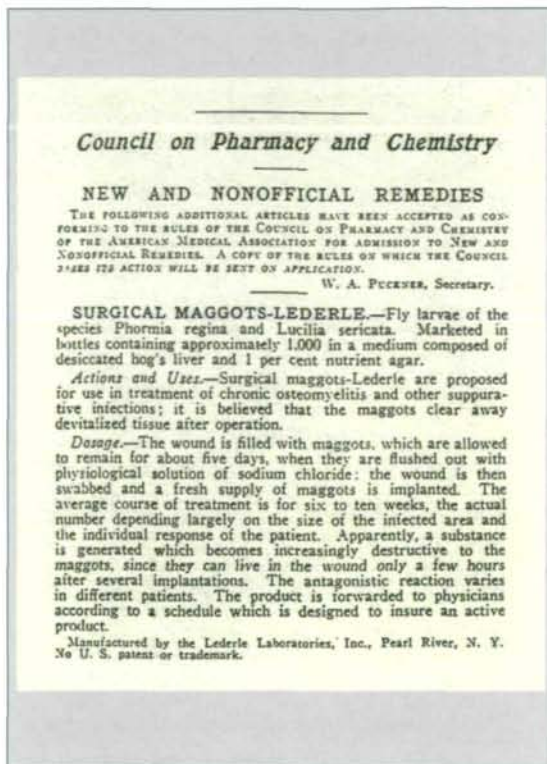 Council on Pharmacy and Chemistry
NEW AND NONOFFICIAL REMEDIES
THE FOLLOWING ADDITIONAL ARTICLES HAVE BEEN ACCEPTED AS CON-
FORMING TO THE RULES OF THE COUNCIL ON PHARMACY AND CHEMISTRY
OF THE AMERICAN MEDICAL ASSOCIATION FOR ADMISSION TO NEW AND
NONOFFICIAL REMEDIES. A COPY OF THE RULES ON WHICH THE COUNCIL
BASES ITS ACTION WILL BE SENT ON APPLICATION.
W. A. PUCKNER, Secretary.
SURGICAL MAGGOTS-LEDERLE.—Fly larvae of the
species Phormia regina and Lucilia sericata. Marketed in
bottles containing approximately 1,000 in a medium composed of
desiccated hog's liver and 1 per cent nutrient agar.
Actions and Uses.—Surgical maggots-Lederle are proposed
for use in treatment of chronic osteomyelitis and other suppura-
tive infections; it is believed that the maggots clear away
devitalized tissue after operation.
Dosage.—The wound is filled with maggots, which are allowed
to remain for about five days, when they are flushed out with
physiological solution of sodium chloride; the wound is then
swabbed and a fresh supply of maggots is implanted. The
average course of treatment is for six to ten weeks, the actual
number depending largely on the size of the infected area and
the individual response of the patient. Apparently, a substance
is generated which becomes increasingly destructive to the
maggots, since they can live in the wound only a few hours
after several implantations. The antagonistic reaction varies
in different patients. The product is forwarded to physicians
according to a schedule which is designed to insure an active
product.
Manufactured by the Lederle Laboratories, Inc., Pearl River, N. Y.
No U. S. patent or trademark.